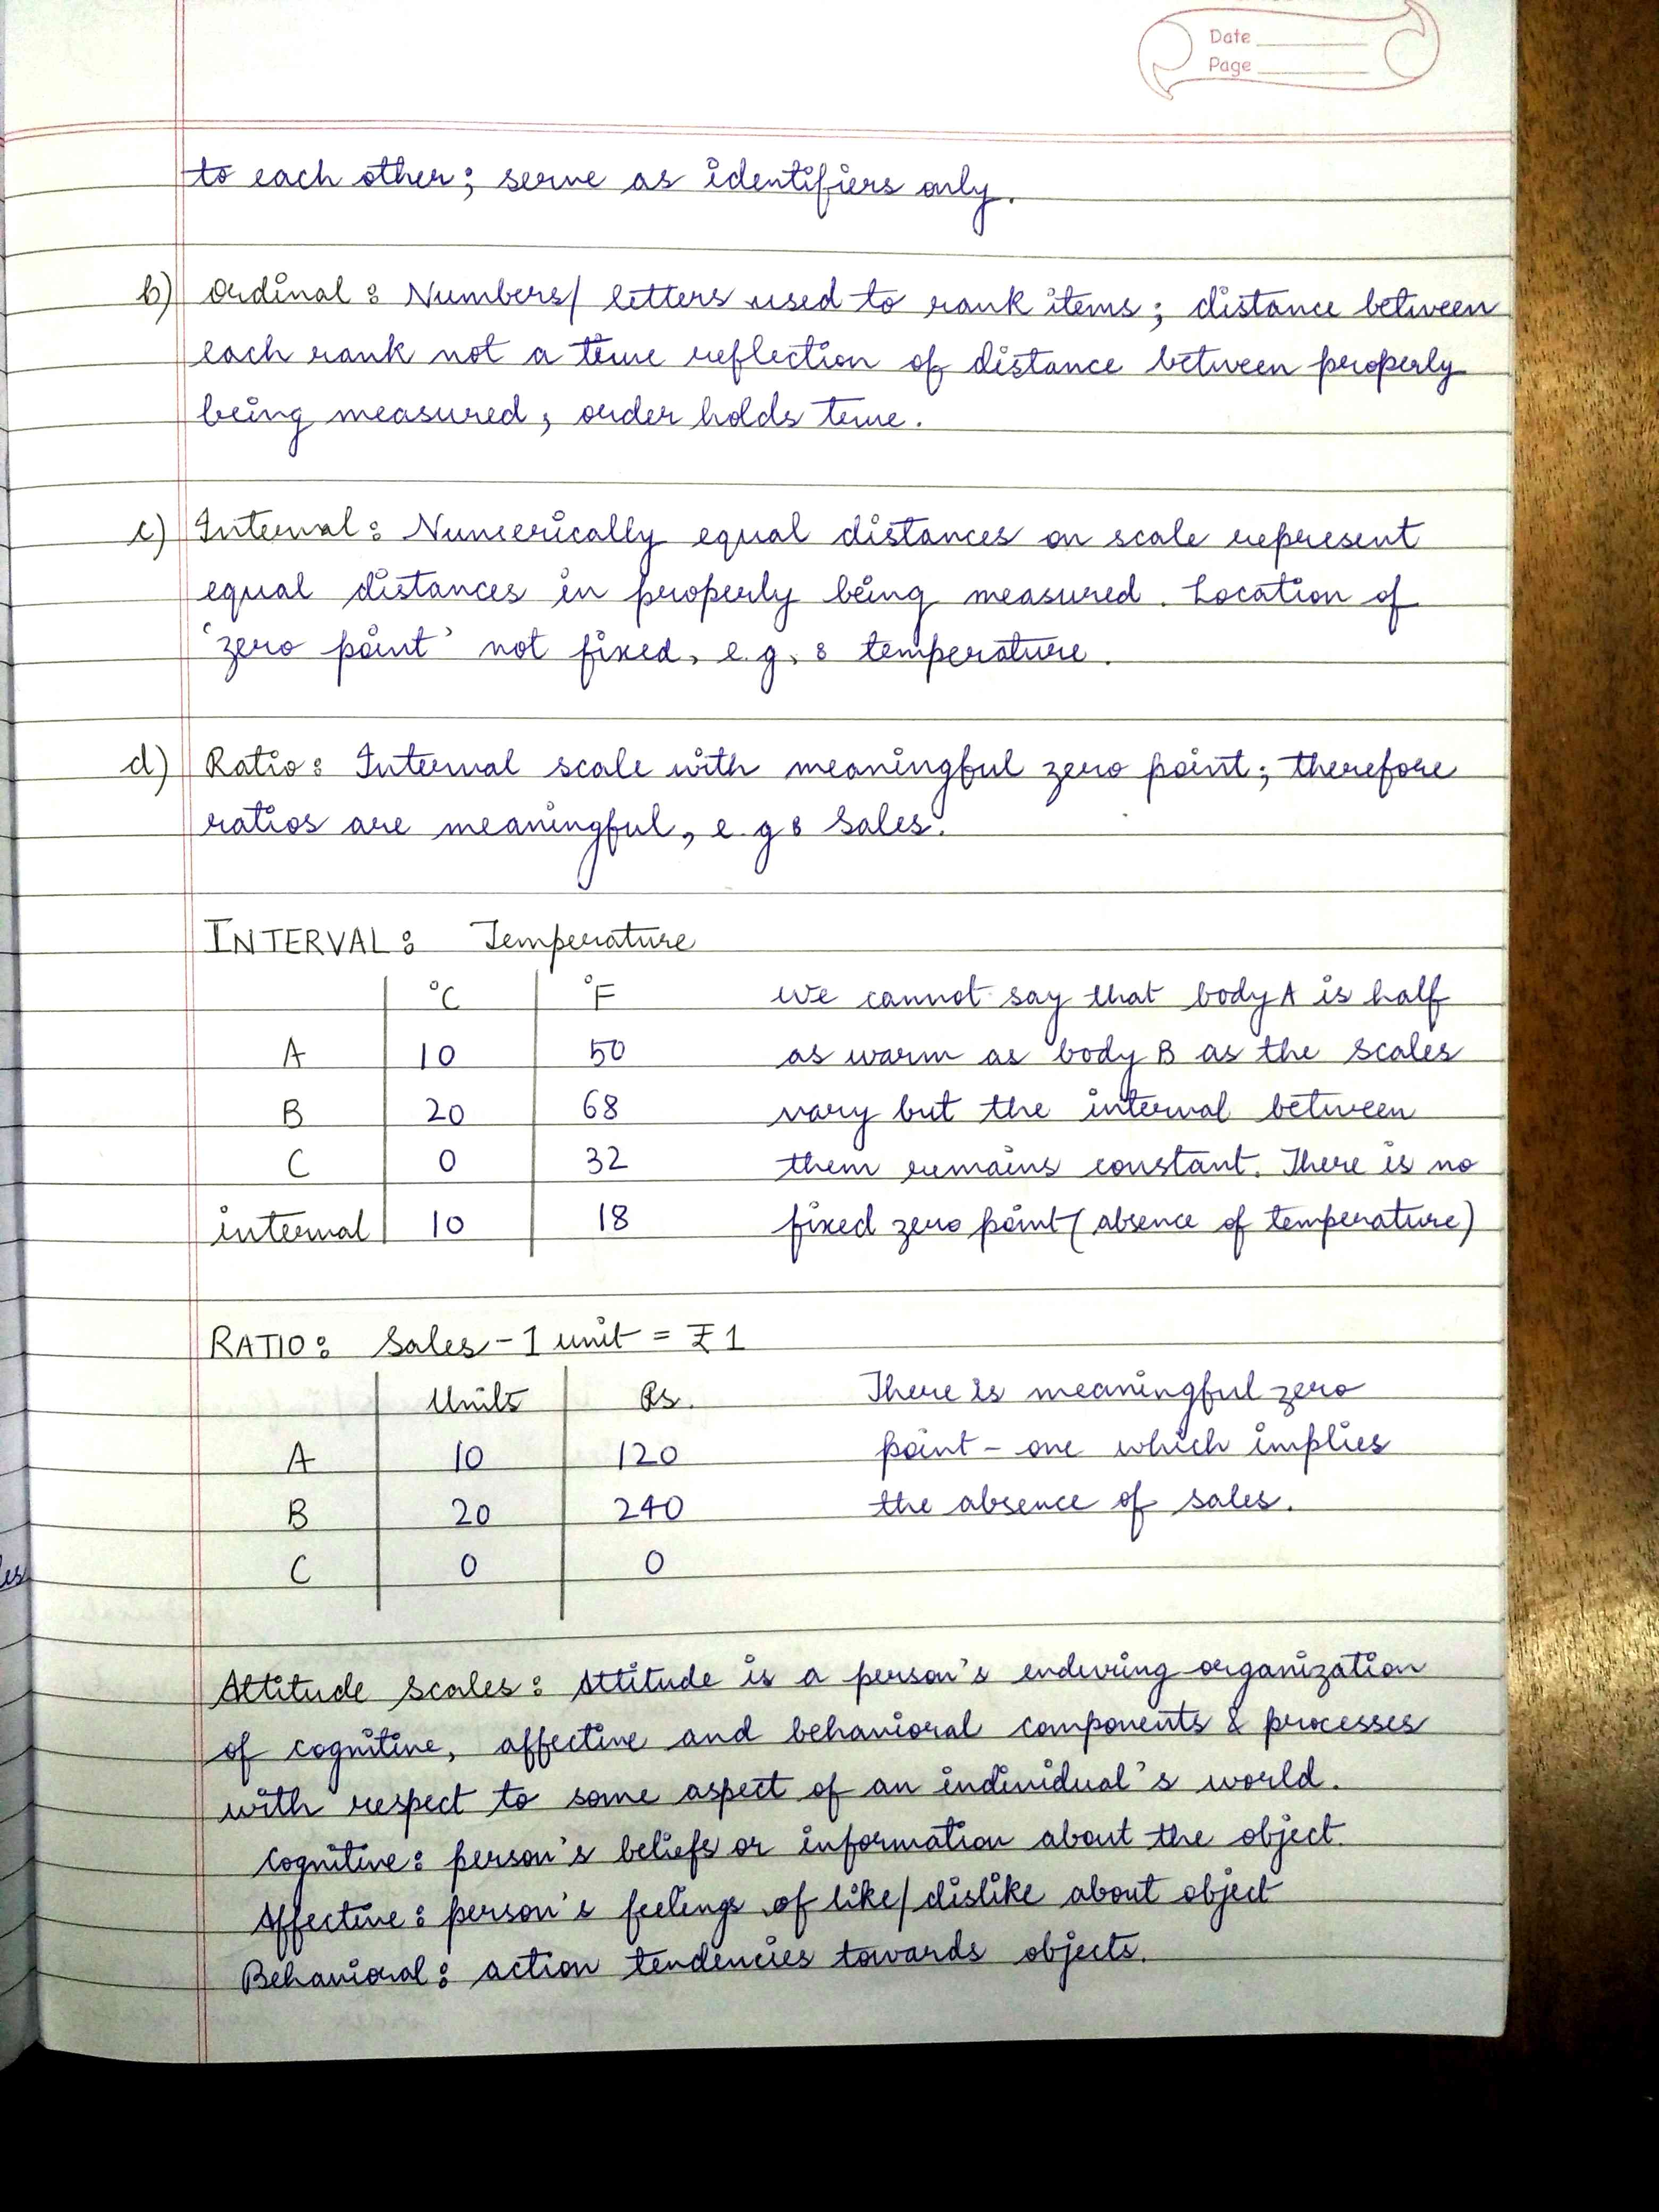 Date
Page
to each other; serve as identifiers only.
b) Ordinal: Numbers/ letters used to rank items; distance between
each rank not a true reflection of distance between properly
being measured, order holds true.
c) Interval: Numerically equal distances on scale represent
equal distances in properly being measured. Location of
'zero point' not fixed, e.g.: temperature.
d) Ratio: Interval scale with meaningful zero point; therefore
ratios are meaningful, e.g: Sales.
INTERVAL: Temperature
°C °F We cannot say that body A is half
A 10 50 as warm as body B as the scales
B 20 68 vary but the interval between
C 0 32 them remains constant. There is no
interval 10 18 fixed zero point (absence of temperature)
RATIO: Sales - 1 unit = ₹1
Units Rs. There is meaningful zero
A 10 120 point - one which implies
B 20 240 the absence of sales.
C 0 0
Attitude scales: Attitude is a person's enduring organization
of cognitive, affective and behavioral components & processes
with respect to some aspect of an individual's world.
Cognitive: person's beliefs or information about the object.
Affective: person's feelings of like/dislike about object
Behavioral: action tendencies towards objects.